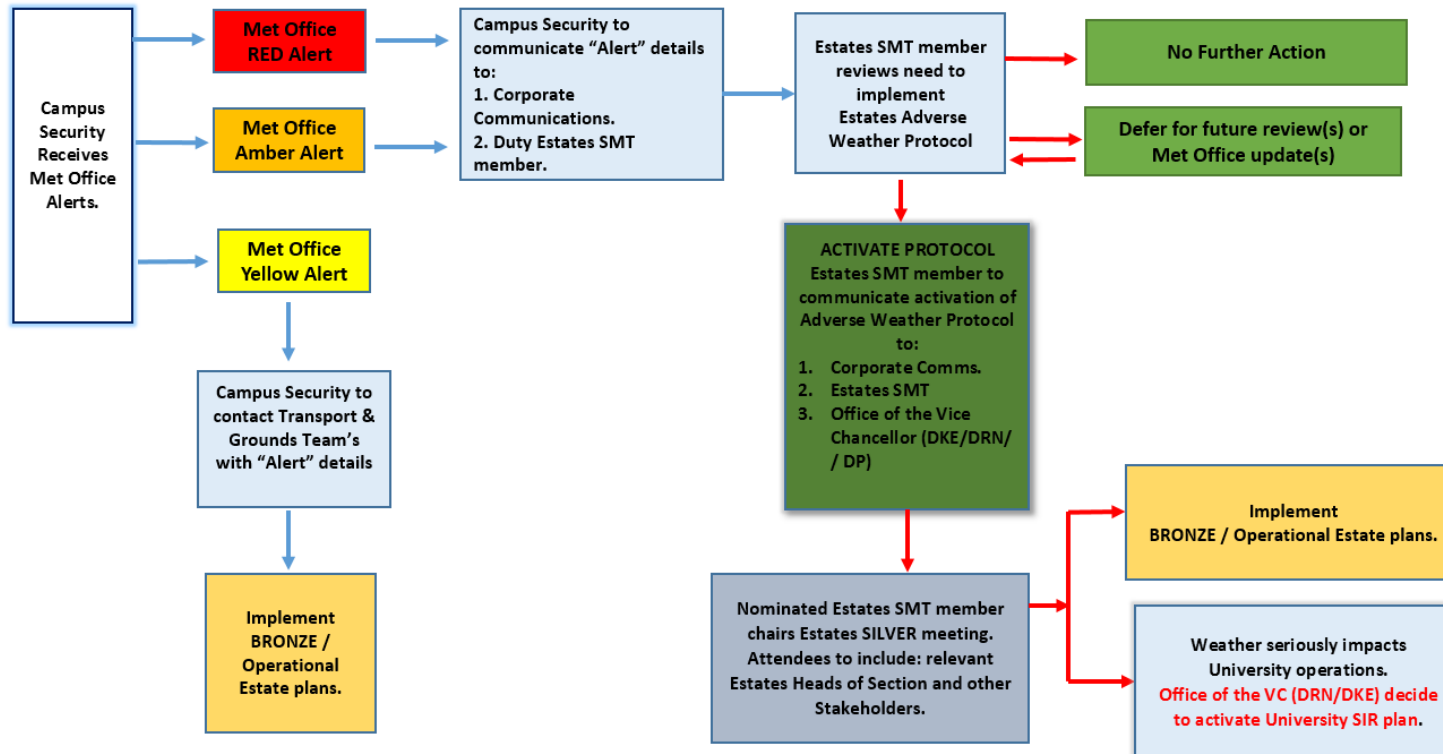 Campus
Security
Receives
Met Office
Alerts.
Met Office
RED Alert
Met Office
Amber Alert
Met Office
Yellow Alert
Campus Security to
contact Transport &
Grounds Team’s
with “Alert” details
Implement
BRONZE /
Operational
Estate plans.
Campus Security to
communicate “Alert” details
to:
1. Corporate
Communications.
2. Duty Estates SMT
member.
Estates SMT member
reviews need to
implement
Estates Adverse
Weather Protocol
No Further Action
Defer for future review(s) or
Met Office update(s)
ACTIVATE PROTOCOL
Estates SMT member to
communicate activation of
Adverse Weather Protocol
to:
1. Corporate Comms.
2. Estates SMT
3. Office of the Vice
Chancellor (DKE/DRN/
/ DP)
Nominated Estates SMT member
chairs Estates SILVER meeting.
Attendees to include: relevant
Estates Heads of Section and other
Stakeholders.
Implement
BRONZE / Operational Estate plans.
Weather seriously impacts
University operations.
Office of the VC (DRN/DKE) decide
to activate University SIR plan.